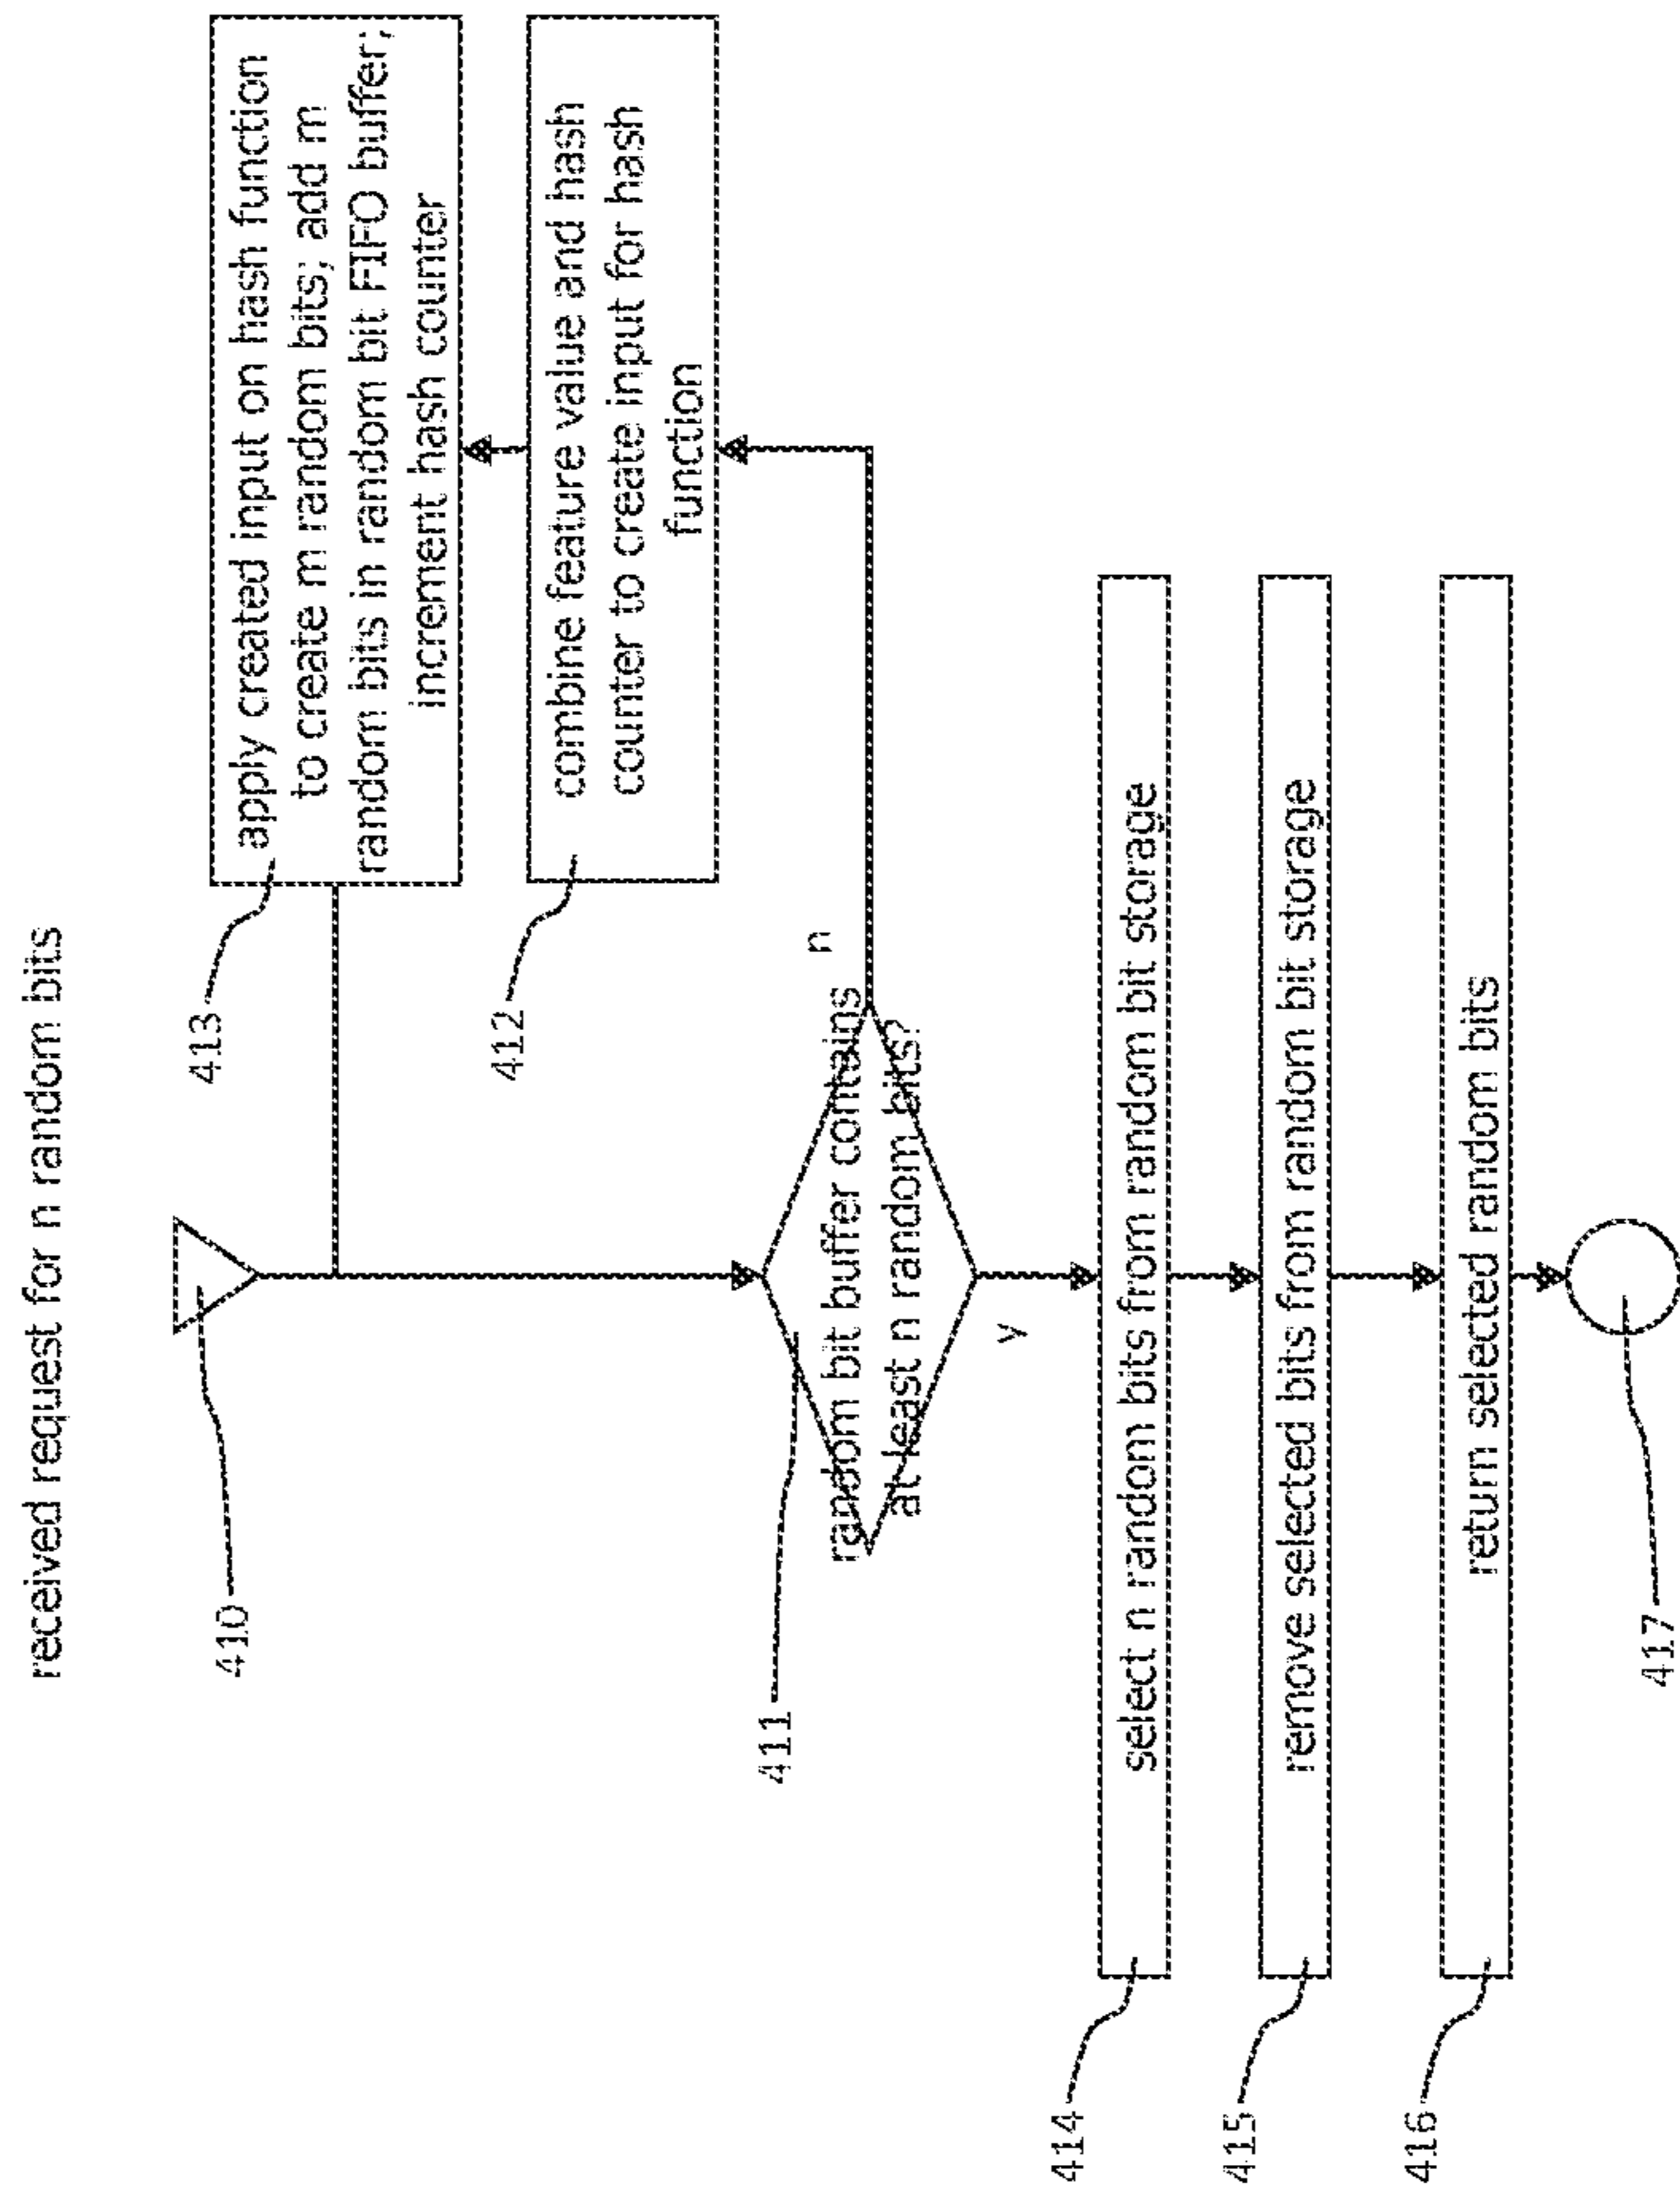 received request for n random bits
410
413
apply created input on hash function
to create m random bits; add m
random bits in random bit FIFO buffer;
increment hash counter
412
combine feature value and hash
counter to create input for hash
function
411
random bit buffer contains
at least n random bits?
n
y
414
select n random bits from random bit storage
415
remove selected bits from random bit storage
416
return selected random bits
417